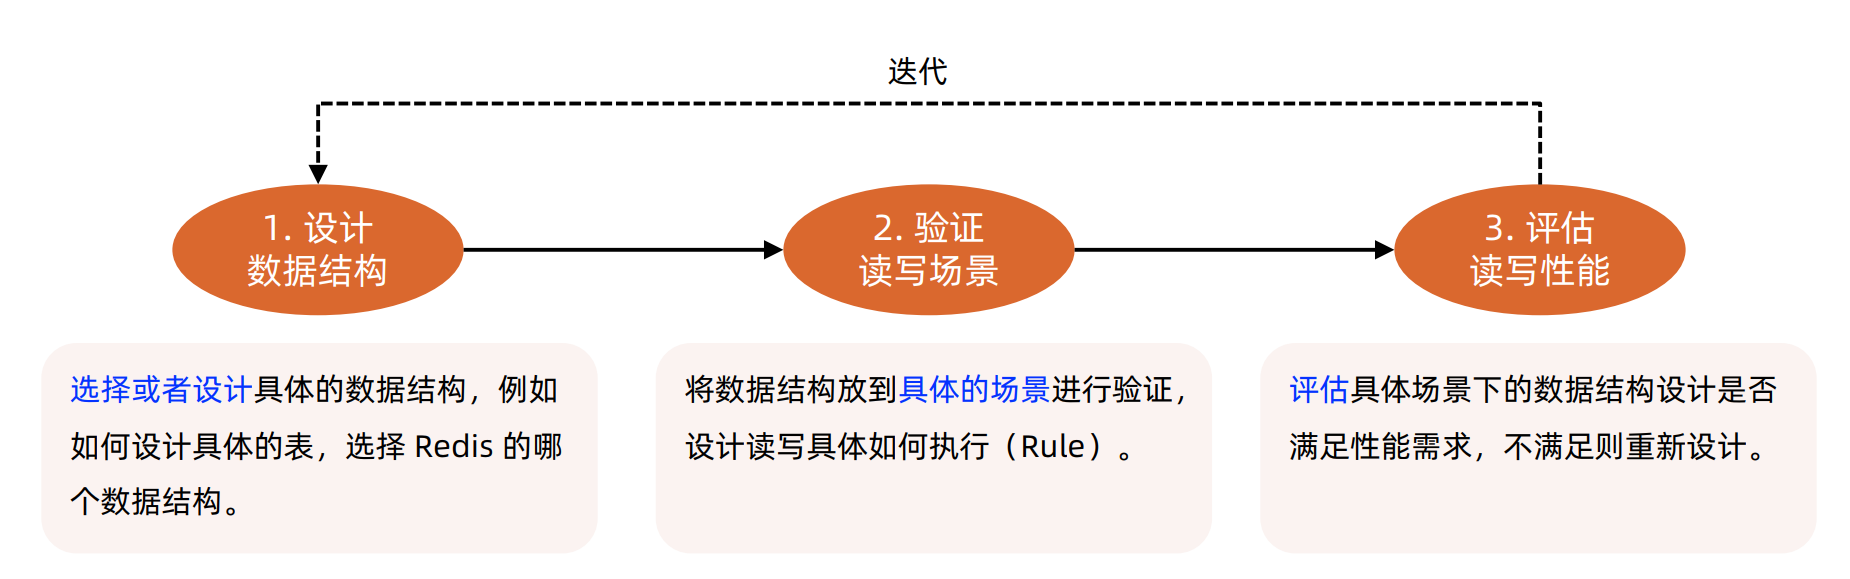 迭代
1. 设计
数据结构
2. 验证
读写场景
3. 评估
读写性能
选择或者设计具体的数据结构，例如
如何设计具体的表，选择 Redis 的哪
个数据结构。
将数据结构放到具体的场景进行验证，
设计读写具体如何执行（Rule）。
评估具体场景下的数据结构设计是否
满足性能需求，不满足则重新设计。